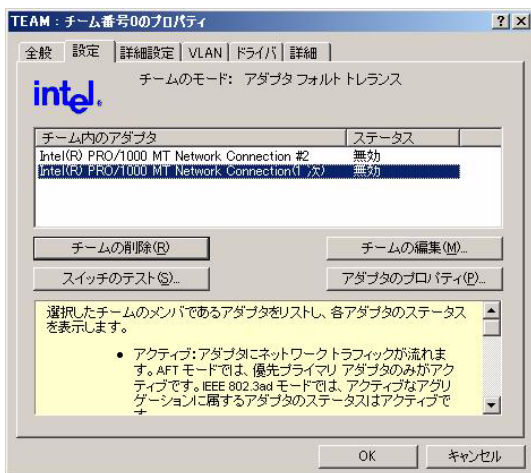 TEAM : チーム番号0のプロパティ
全般 設定 詳細設定 VLAN ドライバ 詳細
intel.
チームのモード: アダプタ フォルト トレランス
チーム内のアダプタ ステータス
Intel(R) PRO/1000 MT Network Connection #2 無効
Intel(R) PRO/1000 MT Network Connection(1 次) 無効
チームの削除(R) チームの編集(M)...
スイッチのテスト(S)... アダプタのプロパティ(P)...
選択したチームのメンバであるアダプタをリストし、各アダプタのステータス
を表示します。
• アクティブ: アダプタにネットワーク トラフィックが流れま
す。AFT モードでは、優先プライマリ アダプタのみがアク
ティブです。IEEE 802.3ad モードでは、アクティブなアグリ
ゲーションに属するアダプタのステータスはアクティブで
OK キャンセル